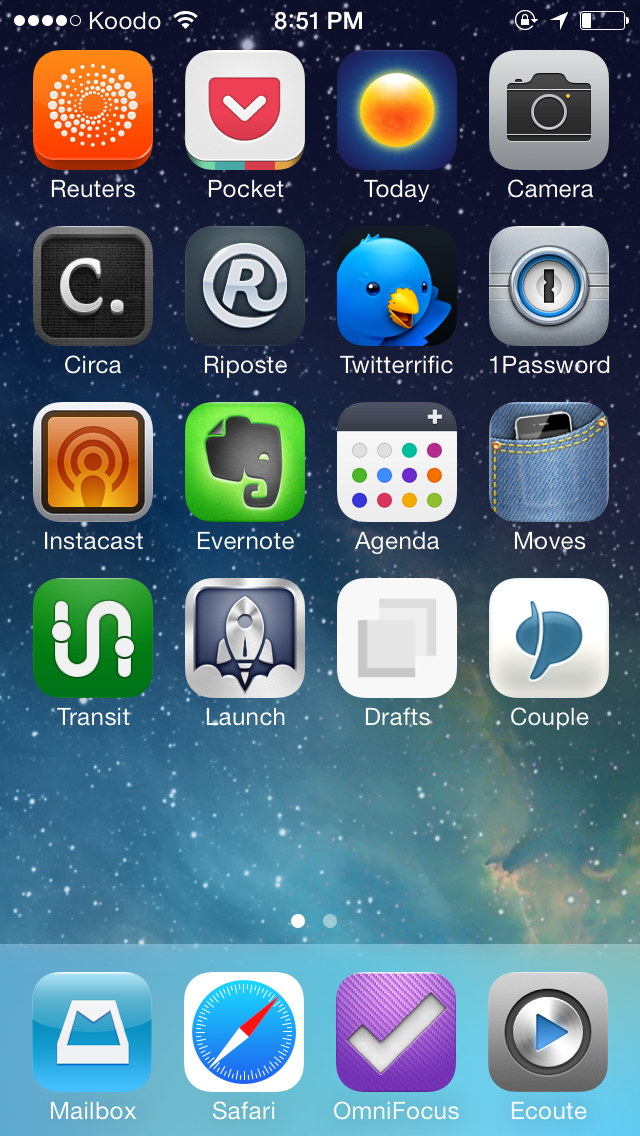 Koodo 8:51 PM
Reuters Pocket Today Camera
C.
R
Circa Riposte Twitterrific 1Password
Instacast Evernote Agenda Moves
Transit Launch Drafts Couple
Mailbox Safari OmniFocus Ecoute